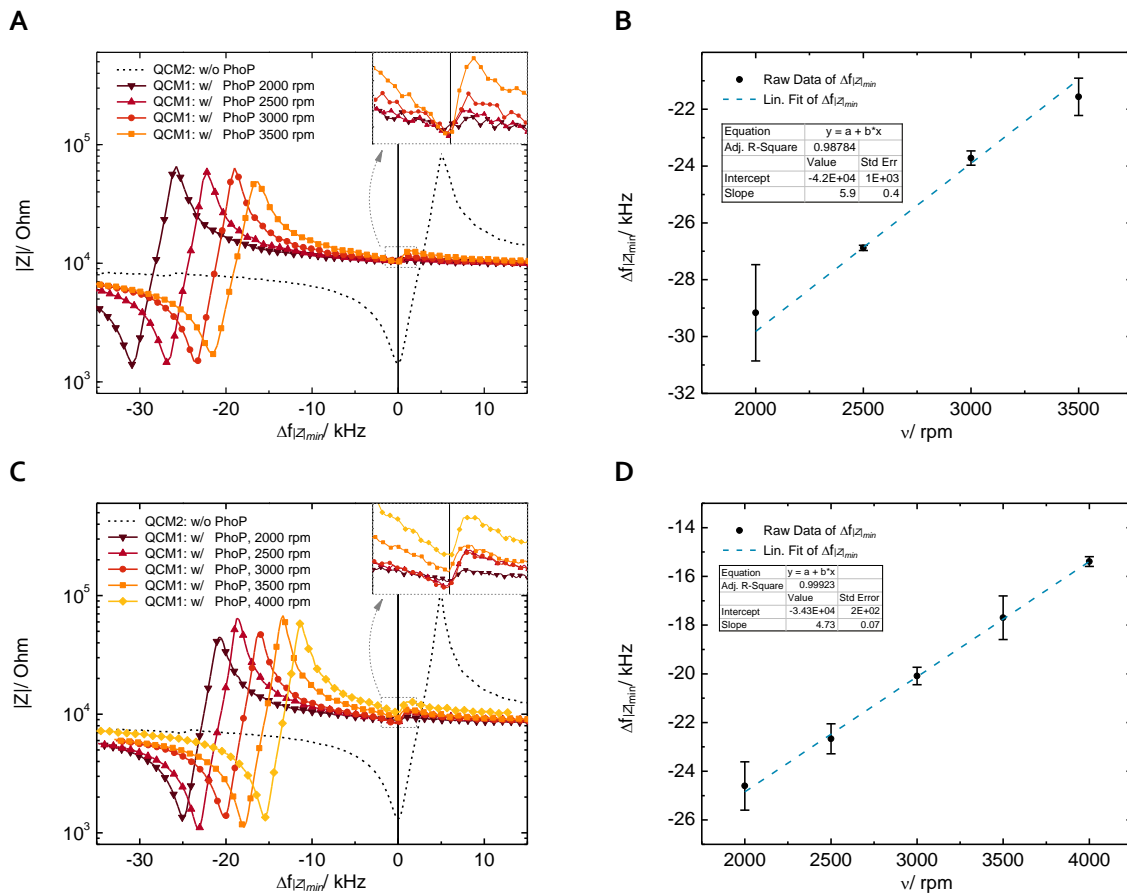 A
QCM2: w/o PhoP
QCM1: w/ PhoP 2000 rpm
QCM1: w/ PhoP 2500 rpm
QCM1: w/ PhoP 3000 rpm
QCM1: w/ PhoP 3500 rpm
10^5
10^4
10^3
|Z|/ Ohm
-30 -20 -10 0 10
Δf|Z|min/ kHz
B
Raw Data of Δf|Z|min
Lin. Fit of Δf|Z|min
Equation y = a + b*x
Adj. R-Square 0.98784
Value Std Err
Intercept -4.2E+04 1E+03
Slope 5.9 0.4
-22
-24
-26
-28
-30
-32
Δf|Z|min/ kHz
2000 2500 3000 3500
ν/ rpm
C
QCM2: w/o PhoP
QCM1: w/ PhoP, 2000 rpm
QCM1: w/ PhoP, 2500 rpm
QCM1: w/ PhoP, 3000 rpm
QCM1: w/ PhoP, 3500 rpm
QCM1: w/ PhoP, 4000 rpm
10^5
10^4
10^3
|Z|/ Ohm
-30 -20 -10 0 10
Δf|Z|min/ kHz
D
Raw Data of Δf|Z|min
Lin. Fit of Δf|Z|min
Equation y = a + b*x
Adj. R-Square 0.99923
Value Std Error
Intercept -3.43E+04 2E+02
Slope 4.73 0.07
-14
-16
-18
-20
-22
-24
-26
Δf|Z|min/ kHz
2000 2500 3000 3500 4000
ν/ rpm